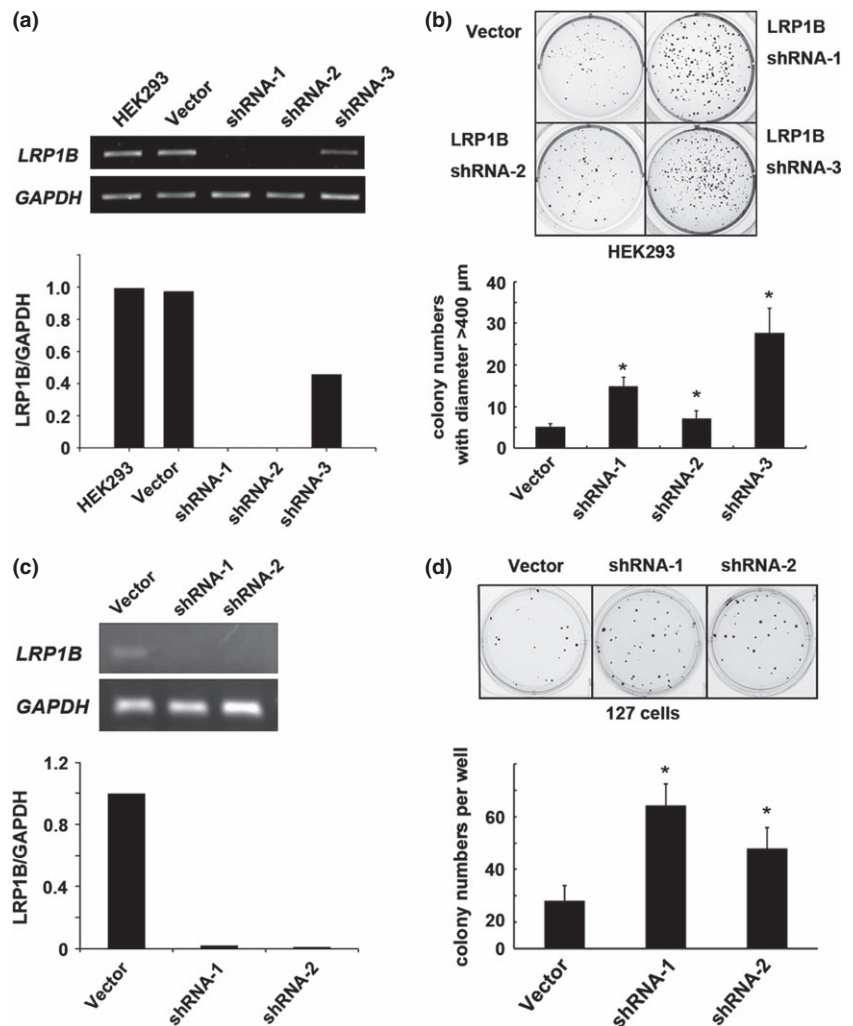 (a)
HEK293 Vector shRNA-1 shRNA-2 shRNA-3
LRP1B
GAPDH
LRP1B/GAPDH
1.0
0.8
0.6
0.4
0.2
0
HEK293 Vector shRNA-1 shRNA-2 shRNA-3
(b)
Vector
LRP1B
shRNA-1
LRP1B
shRNA-2
LRP1B
shRNA-3
HEK293
colony numbers
with diameter >400 µm
40
30
20
10
5
0
*
*
*
Vector shRNA-1 shRNA-2 shRNA-3
(c)
Vector shRNA-1 shRNA-2
LRP1B
GAPDH
LRP1B/GAPDH
1.2
0.8
0.4
0
Vector shRNA-1 shRNA-2
(d)
Vector shRNA-1 shRNA-2
127 cells
colony numbers per well
60
40
20
0
*
*
Vector shRNA-1 shRNA-2